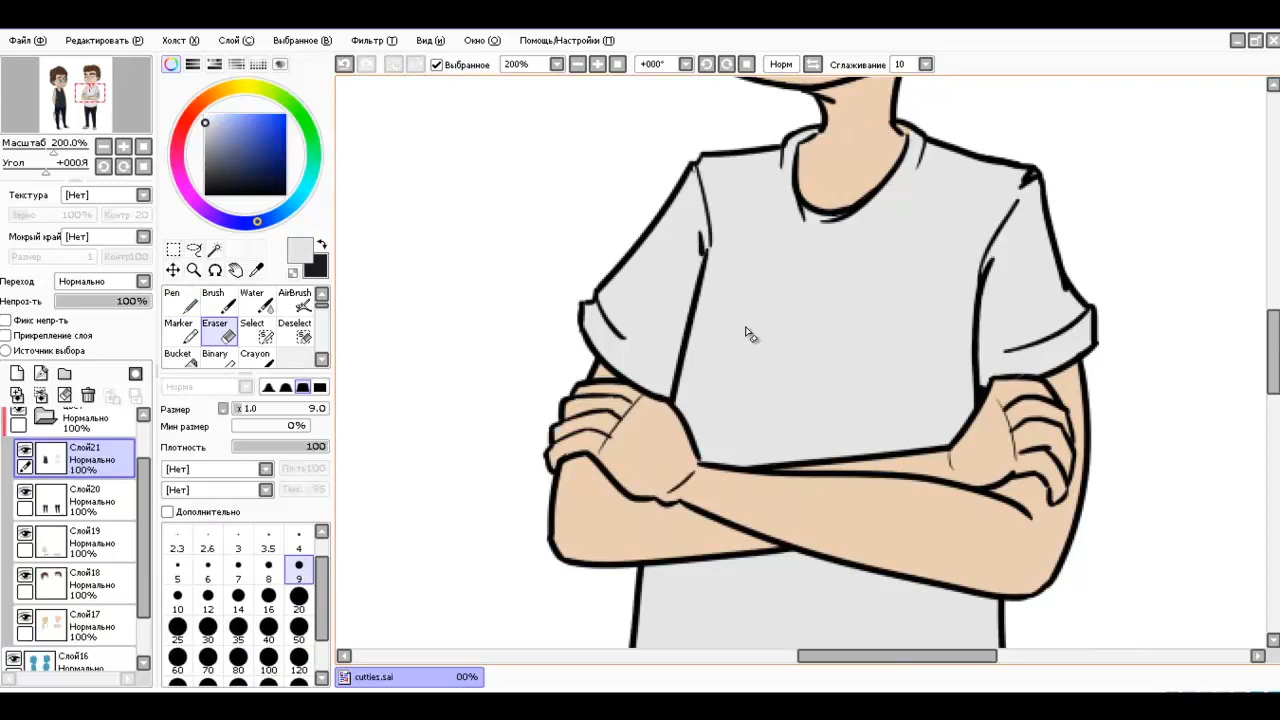 Файл (Ф) Редактировать (Р) Холст (Х) Слой (С) Выбранное (В) Фильтр (Т) Вид (И) Окно (О) Помощь/Настройки (П)
Выбранное 200% +000° Норм Сглаживание 10
Масштаб 200.0%
Угол +000Я
Текстура [Нет]
Зерно 100% Контр 20
Мокрый край [Нет]
Размер 1 Контр100
Переход Нормально
Непроз-ть 100%
Фикс непр-ть
Прикрепление слоя
Источник выбора
Нормально
100%
Слой21
Нормально
100%
Слой20
Нормально
100%
Слой19
Нормально
100%
Слой18
Нормально
100%
Слой17
Нормально
100%
Слой16
Нормально
Pen Brush Water AirBrush
Marker Eraser Select Deselect
Bucket Binary Crayon
Норма
Размер x 1.0 9.0
Мин размер 0%
Плотность 100
[Нет]
[Нет]
Дополнительно
2.3 2.6 3 3.5 4
5 6 7 8 9
10 12 14 16 20
25 30 35 40 50
60 70 80 100 120
cutties.sai 00%